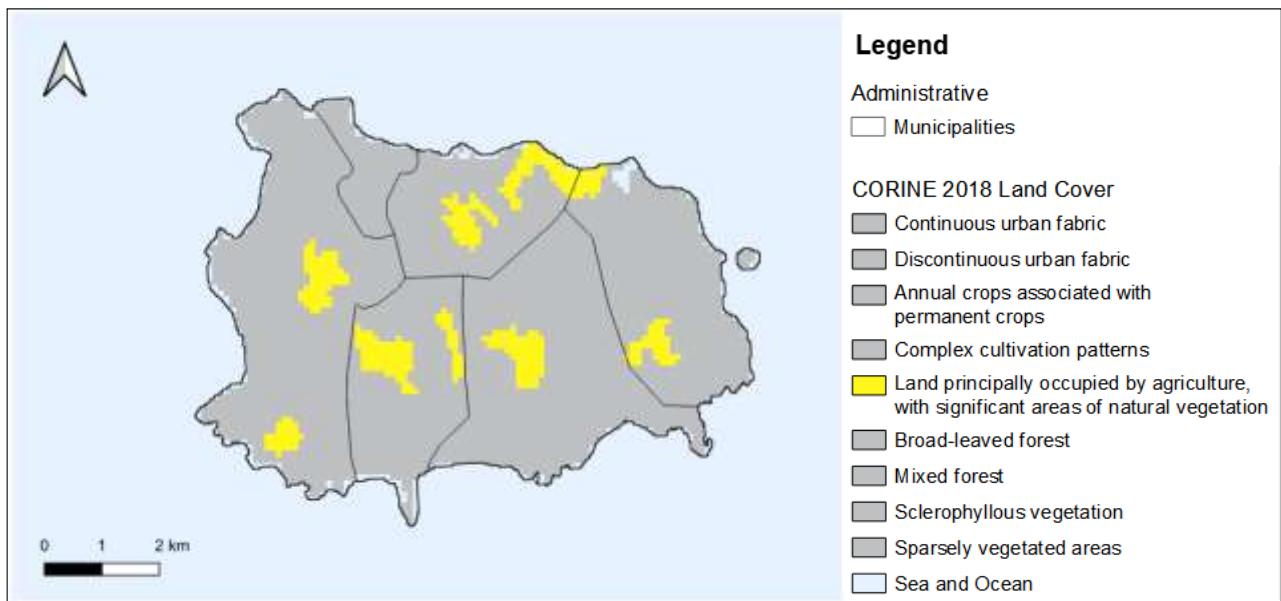 Legend
Administrative
Municipalities
CORINE 2018 Land Cover
Continuous urban fabric
Discontinuous urban fabric
Annual crops associated with
permanent crops
Complex cultivation patterns
Land principally occupied by agriculture,
with significant areas of natural vegetation
Broad-leaved forest
Mixed forest
Sclerophyllous vegetation
Sparsely vegetated areas
Sea and Ocean
0 1 2 km